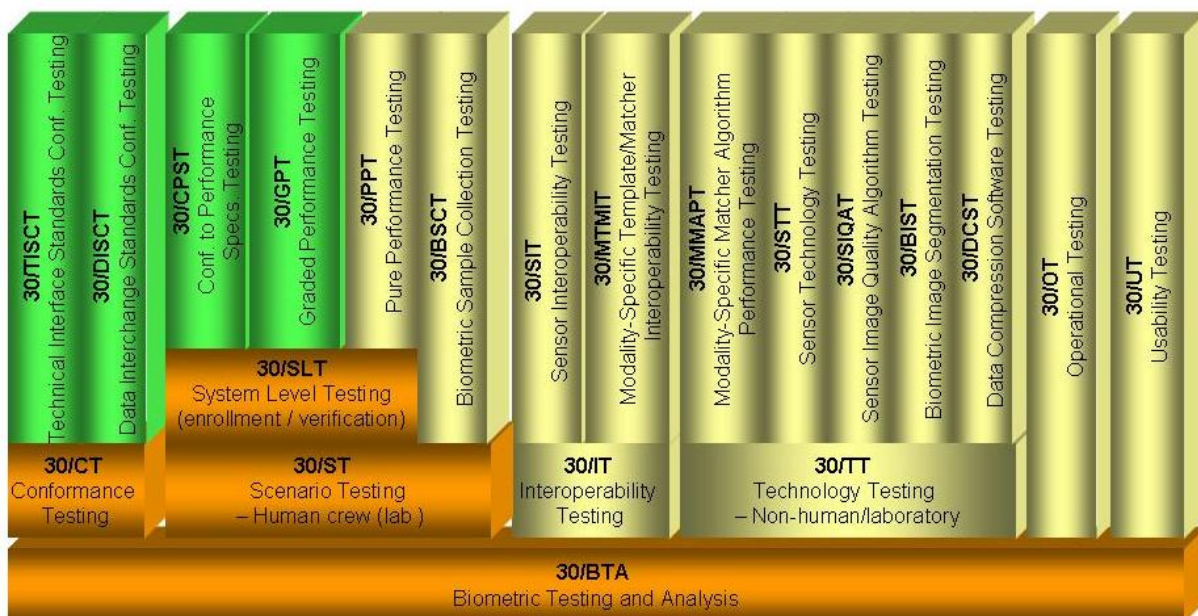 30/TISCT
Technical Interface Standards Conf. Testing
30/DISCT
Data Interchange Standards Conf. Testing
30/CPST
Conf. to Performance
Specs. Testing
30/GPT
Graded Performance Testing
30/PPT
Pure Performance Testing
30/BSCT
Biometric Sample Collection Testing
30/SIT
Sensor Interoperability Testing
30/MTMIT
Modality-Specific Template/Matcher
Interoperability Testing
30/MMAPT
Modality-Specific Matcher Algorithm
Performance Testing
30/STT
Sensor Technology Testing
30/SIQAT
Sensor Image Quality Algorithm Testing
30/BIST
Biometric Image Segmentation Testing
30/DCST
Data Compression Software Testing
30/OT
Operational Testing
30/UT
Usability Testing
30/SLT
System Level Testing
(enrollment / verification)
30/CT
Conformance
Testing
30/ST
Scenario Testing
– Human crew (lab )
30/IT
Interoperability
Testing
30/TT
Technology Testing
– Non-human/laboratory
30/BTA
Biometric Testing and Analysis